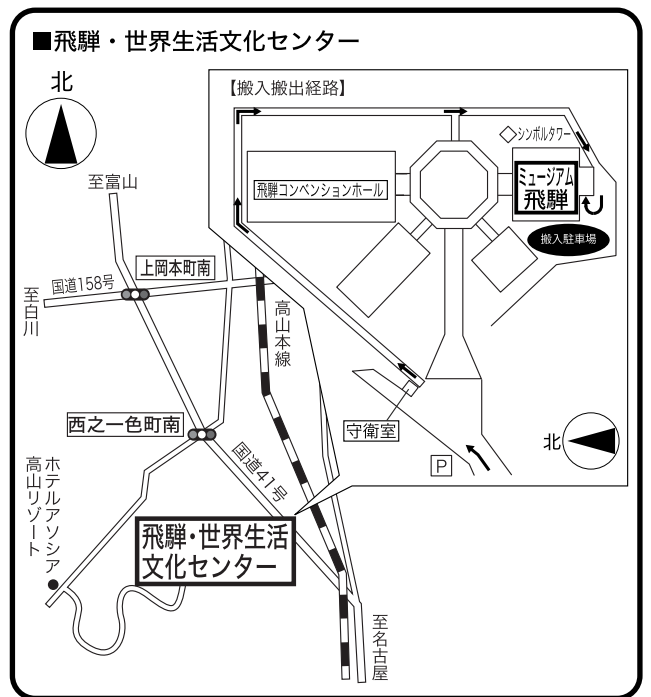 ■飛騨・世界生活文化センター
北
【搬入搬出経路】
シンボルタワー
ミュージアム
飛騨
飛騨コンベンションホール
搬入駐車場
至富山
上岡本町南
国道158号
至白川
高山本線
守衛室
北
P
西之一色町南
国道41号
ホテルアソシア
高山リゾート
飛騨・世界生活
文化センター
至名古屋